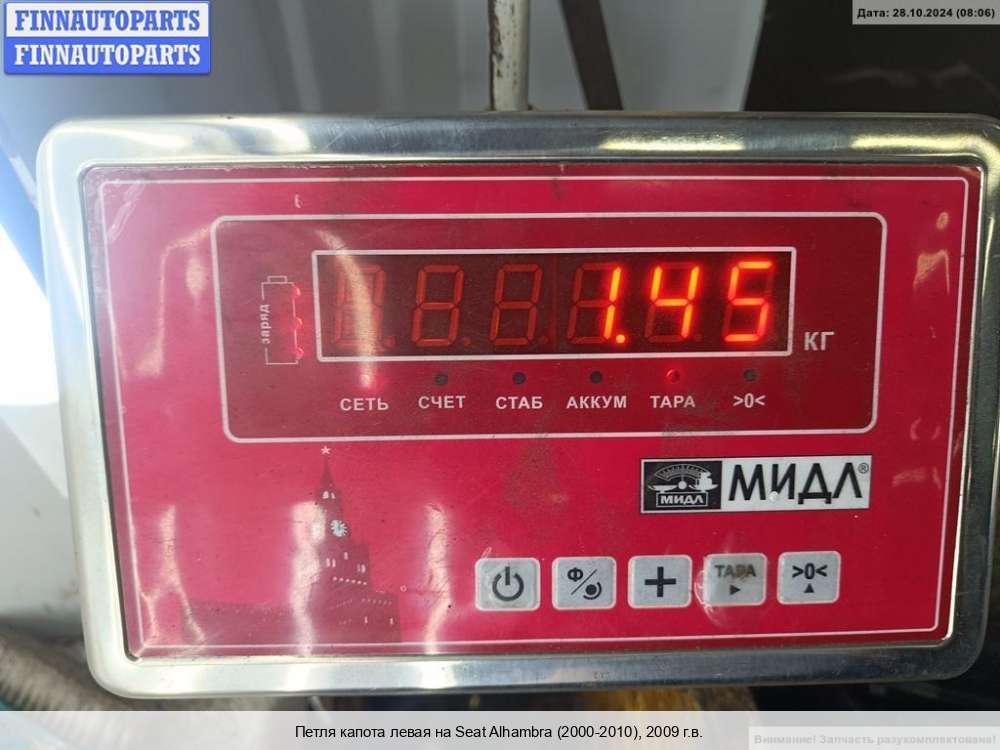 FINNAUTOPARTS
FINNAUTOPARTS
Дата: 28.10.2024 (08:06)
1.45
КГ
заряд
СЕТЬ СЧЕТ СТАБ АККУМ ТАРА >0<
МИДЛ МИДЛ®
Ф ТАРА >0<
Петля капота левая на Seat Alhambra (2000-2010), 2009 г.в.
Внимание! Запчасть разукомплектована!